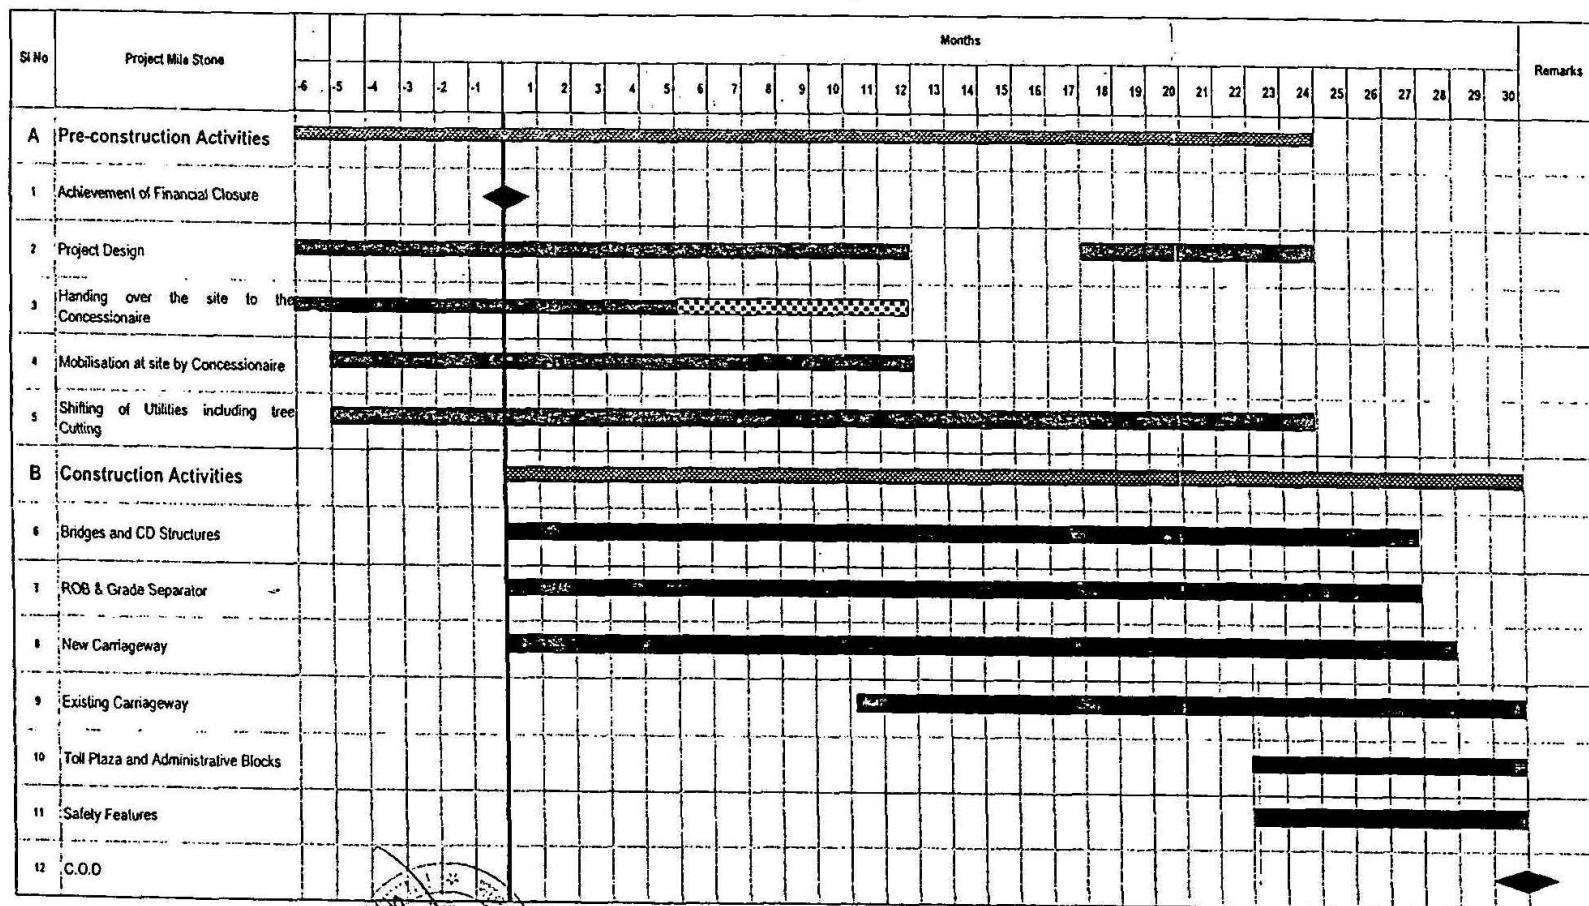 Sl No Project Mile Stone Months Remarks
-6 -5 -4 -3 -2 -1 1 2 3 4 5 6 7 8 9 10 11 12 13 14 15 16 17 18 19 20 21 22 23 24 25 26 27 28 29 30
A Pre-construction Activities
1 Achievement of Financial Closure
2 Project Design
3 Handing over the site to the
Concessionaire
4 Mobilisation at site by Concessionaire
5 Shifting of Utilities including tree
Cutting
B Construction Activities
6 Bridges and CD Structures
7 ROB & Grade Separator
8 New Carriageway
9 Existing Carriageway
10 Toll Plaza and Administrative Blocks
11 Safety Features
12 C.O.D